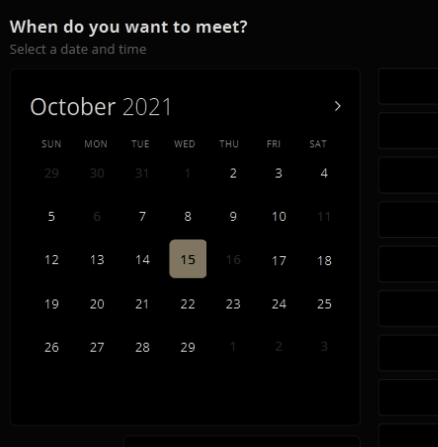 When do you want to meet?
Select a date and time
October 2021 >
SUN MON TUE WED THU FRI SAT
29 30 31 1 2 3 4
5 6 7 8 9 10 11
12 13 14 15 16 17 18
19 20 21 22 23 24 25
26 27 28 29 1 2 3